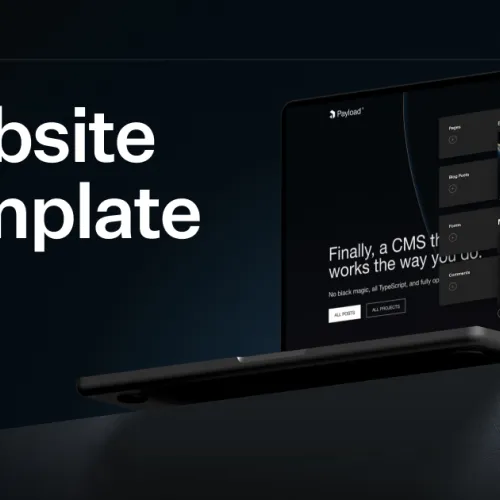 bsite
mplate
Payload
Finally, a CMS th
works the way you do.
No black magic, all TypeScript, and fully op
ALL POSTS
ALL PROJECTS
Pages
Blog Posts
Forms
Comments